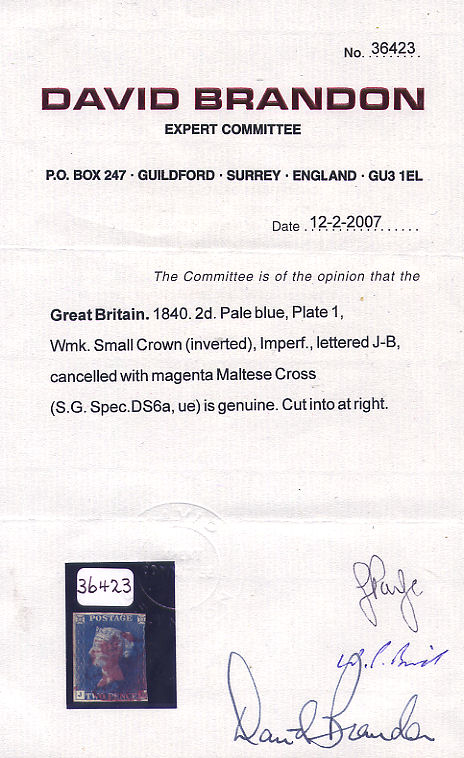 No. 36423
DAVID BRANDON
EXPERT COMMITTEE
P.O. BOX 247 · GUILDFORD · SURREY · ENGLAND · GU3 1EL
Date . 12-2-2007 ......
The Committee is of the opinion that the
Great Britain. 1840. 2d. Pale blue, Plate 1,
Wmk. Small Crown (inverted), Imperf., lettered J-B,
cancelled with magenta Maltese Cross
(S.G. Spec.DS6a, ue) is genuine. Cut into at right.
36423
POSTAGE
J TWO PENCE
David Brandon